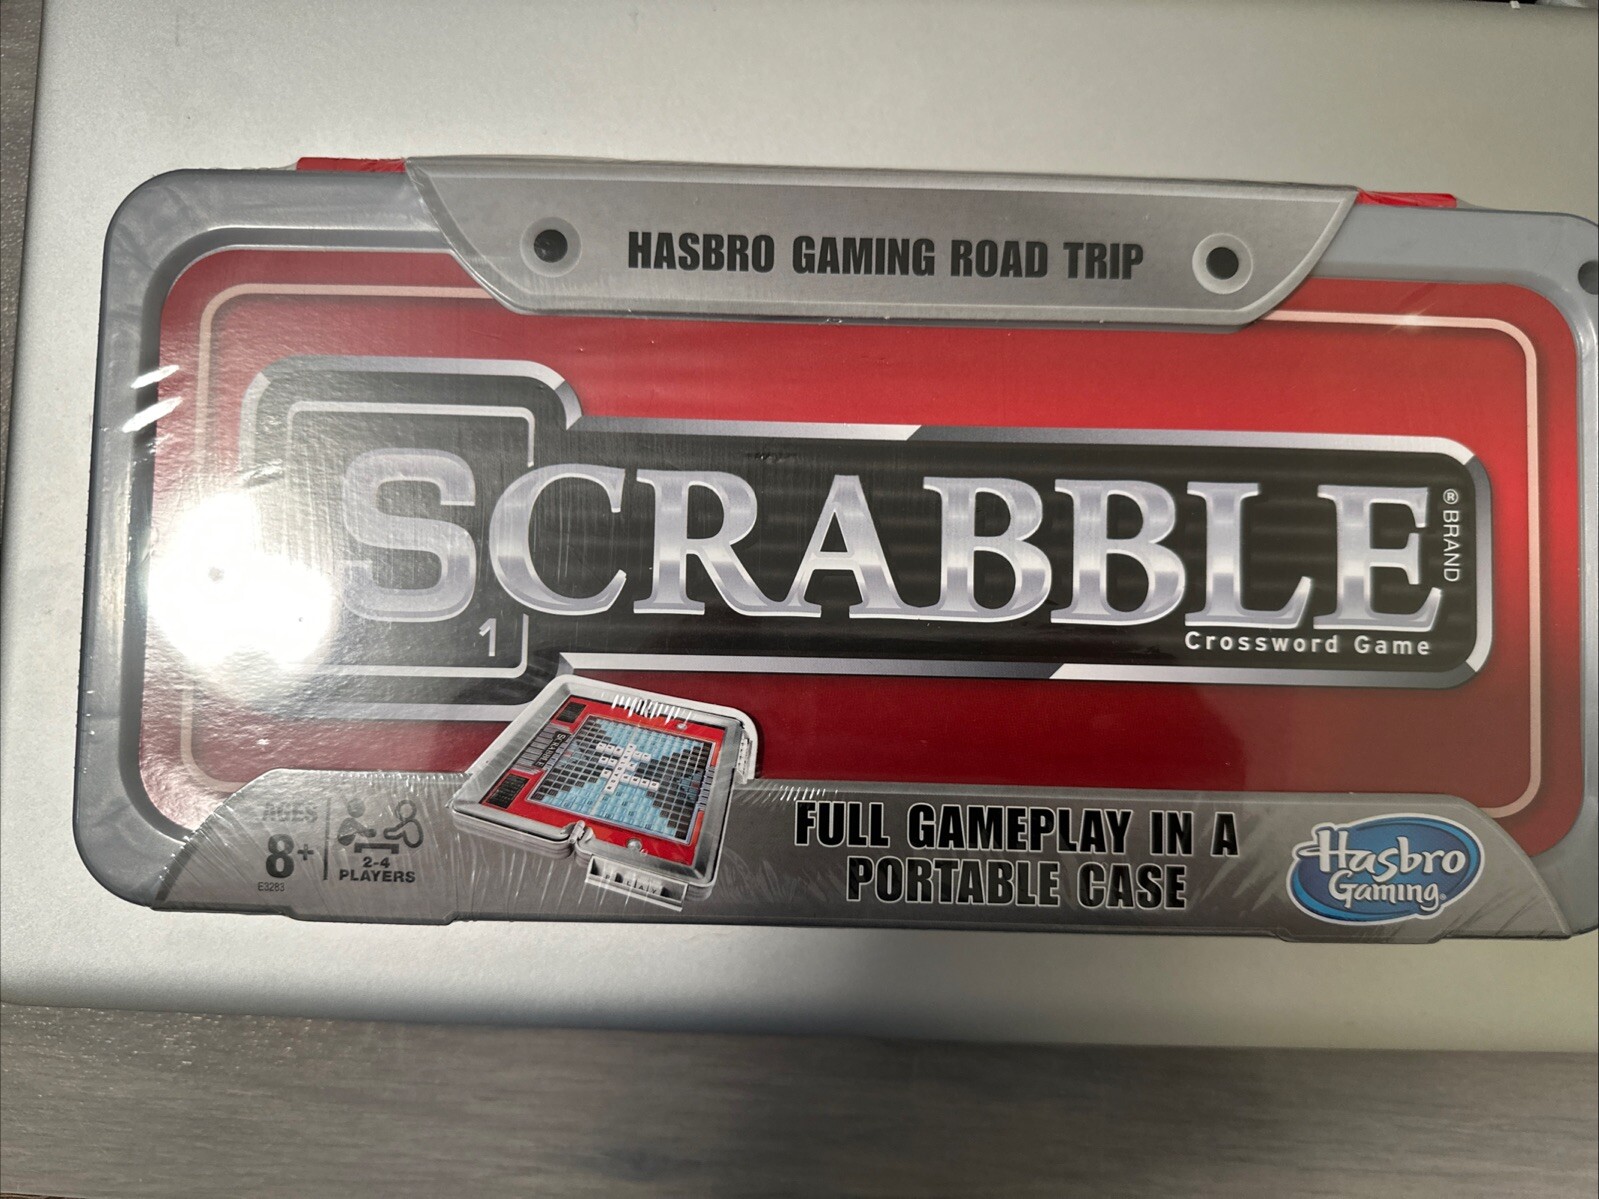 HASBRO GAMING ROAD TRIP
SCRABBLE
®BRAND
1
Crossword Game
AGES
8+
E3283
2-4
PLAYERS
FULL GAMEPLAY IN A
PORTABLE CASE
Hasbro
Gaming